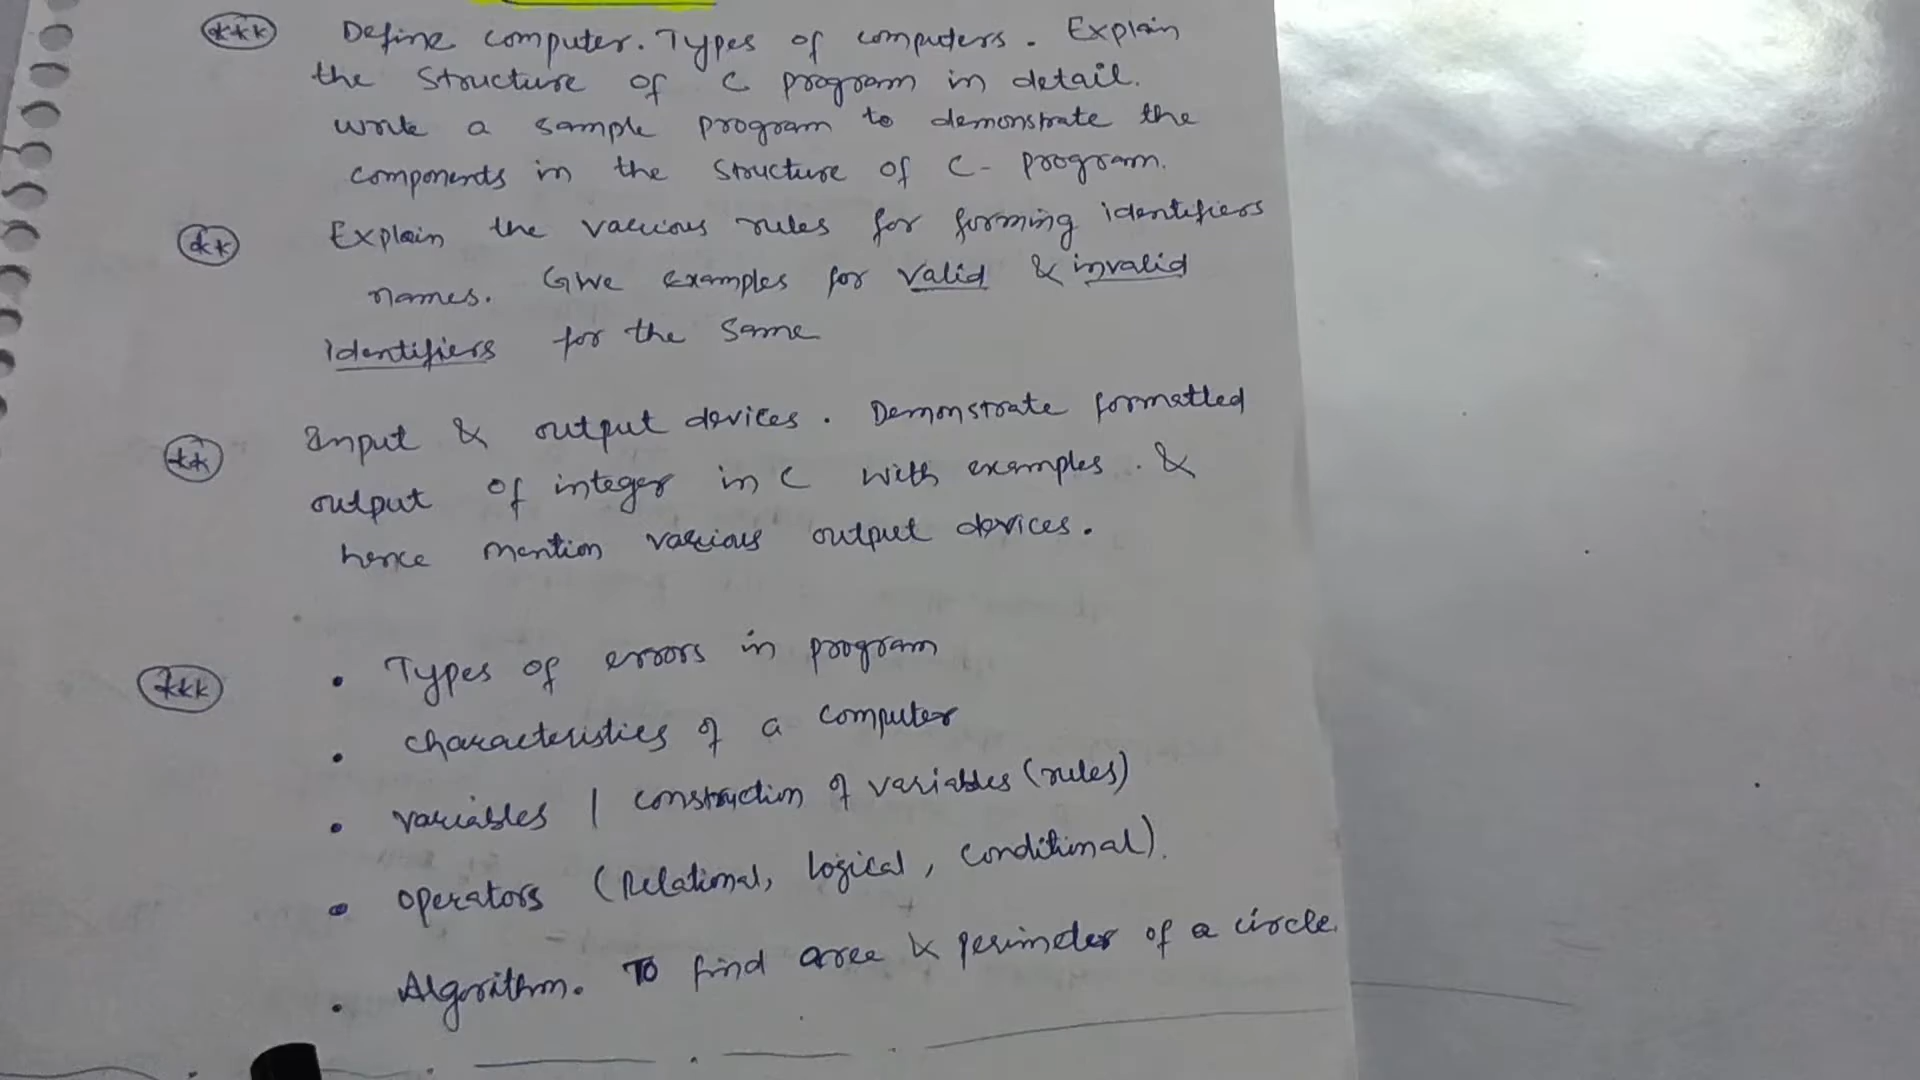 *** Define computer. Types of computers. Explain
the structure of C program in detail.
Write a sample program to demonstrate the
components in the structure of C- program.
** Explain the various rules for forming identifiers
names. Give examples for valid & invalid
identifiers for the same
** Input & output devices. Demonstrate formatted
output of integer in C with examples. &
hence mention various output devices.
*** • Types of errors in program
• characteristics of a computer
• variables | construction of variables (rules)
• operators (Relational, logical, conditional).
• Algorithm. To find area & perimeter of a circle.